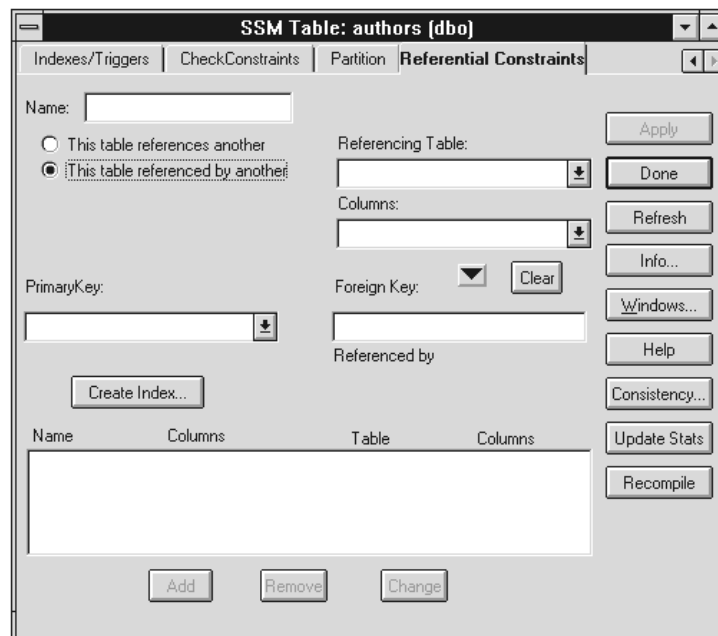 SSM Table: authors (dbo)
Indexes/Triggers CheckConstraints Partition Referential Constraints
Name:
This table references another
This table referenced by another
Referencing Table:
Columns:
PrimaryKey:
Foreign Key:
Clear
Referenced by
Create Index...
Name Columns Table Columns
Add Remove Change
Apply
Done
Refresh
Info...
Windows...
Help
Consistency...
Update Stats
Recompile